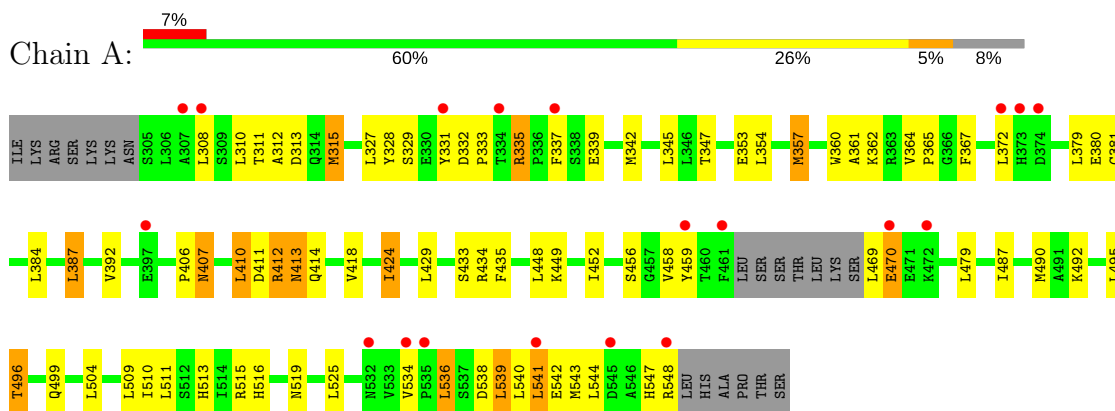 7%
Chain A:
60% 26% 5% 8%
ILE LYS ARG SER LYS LYS ASN S305 L306 A307 L308 S309 L310 T311 A312 D313 Q314 M315 L327 Y328 S329 E330 Y331 D332 P333 T334 R335 P336 F337 S338 E339 M342 L345 L346 T347 E353 L354 M357 W360 A361 K362 R363 V364 P365 G366 F367 L372 H373 D374 L379 E380
L384 L387 V392 E397 P406 N407 L410 D411 R412 N413 Q414 V418 I424 L429 S433 R434 F435 L448 K449 I452 S456 G457 V458 Y459 T460 F461 LEU SER SER THR LEU LYS SER L469 E470 E471 K472 L479 I487 M490 A491 K492 L495
T496 Q499 L504 L509 I510 L511 S512 H513 I514 R515 H516 N519 L525 N532 V533 V534 P535 L536 S537 D538 L539 L540 L541 E542 M543 L544 D545 A546 H547 R548 LEU HIS ALA PRO THR SER